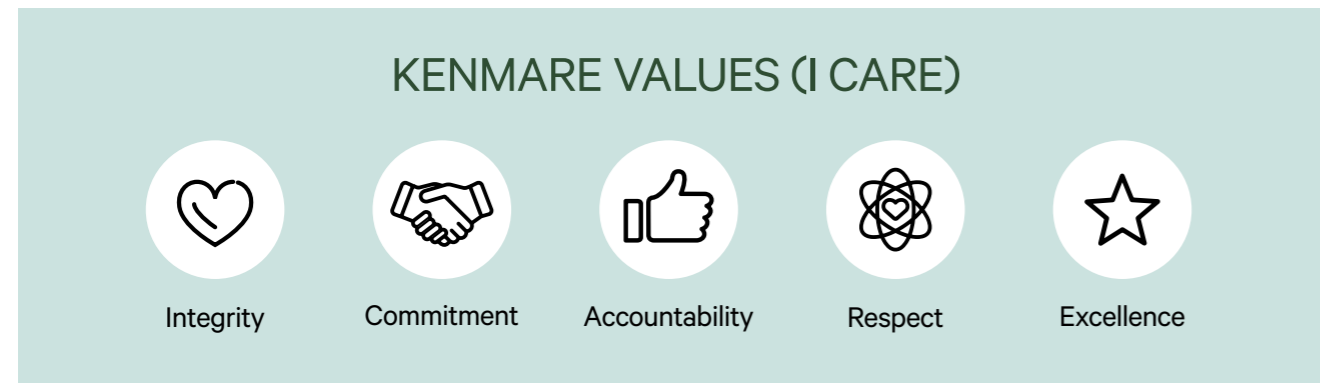 KENMARE VALUES (I CARE)
Integrity
Commitment
Accountability
Respect
Excellence